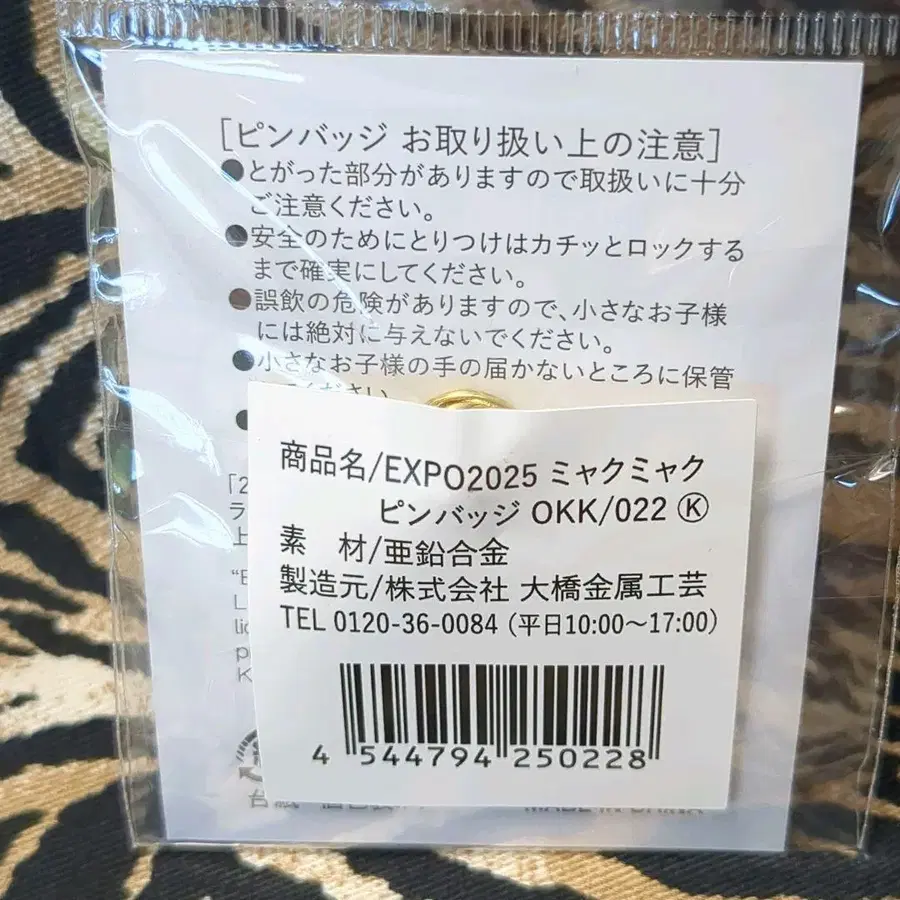 [ピンバッジ お取り扱い上の注意]
●とがった部分がありますので取扱いに十分
ご注意ください。
●安全のためにとりつけはカチッとロックする
まで確実にしてください。
●誤飲の危険がありますので、小さなお子様
には絶対に与えないでください。
●小さなお子様の手の届かないところに保管
ください。
商品名/EXPO2025 ミャクミャク
ピンバッジ OKK/022 Ⓚ
素 材/亜鉛合金
製造元/株式会社 大橋金属工芸
TEL 0120-36-0084 (平日10:00〜17:00)
4 544794 250228
台紙
MADE IN CHINA